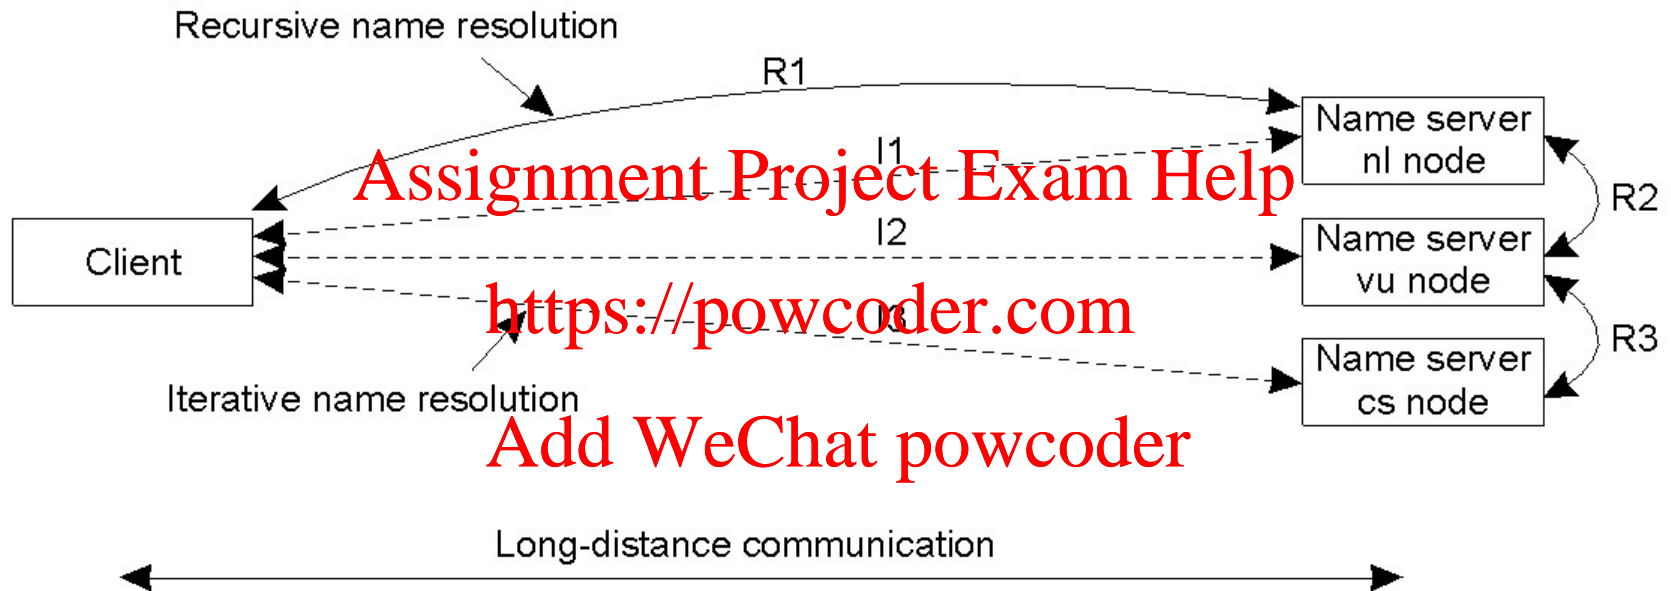 Recursive name resolution
R1
Name server
nl node
I1
Assignment Project Exam Help
R2
I2
Name server
vu node
Client
https://powcoder.com
I3
R3
Name server
cs node
Iterative name resolution
Add WeChat powcoder
Long-distance communication